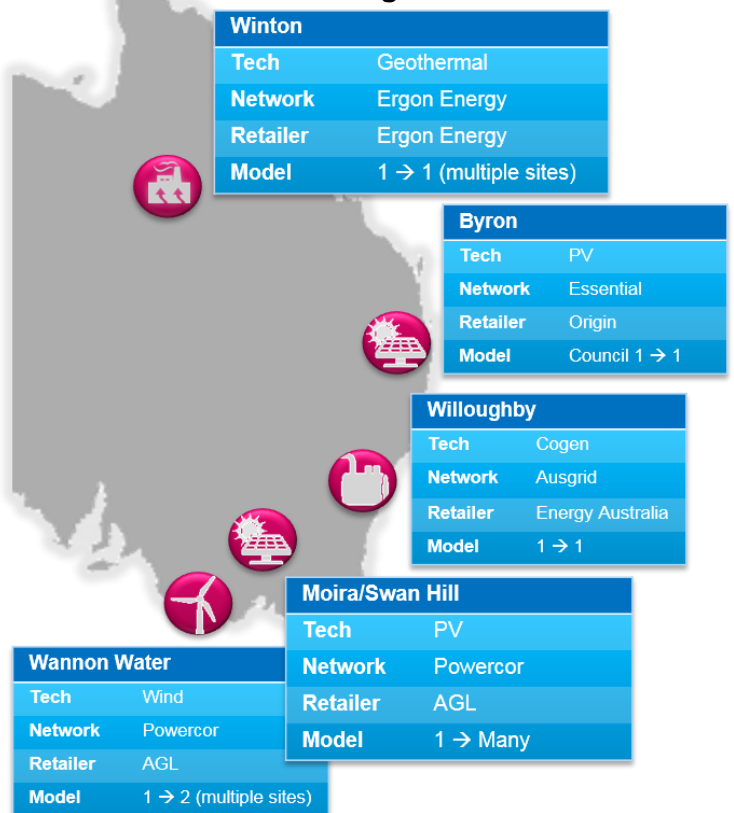 Winton
Tech Geothermal
Network Ergon Energy
Retailer Ergon Energy
Model 1 → 1 (multiple sites)
Byron
Tech PV
Network Essential
Retailer Origin
Model Council 1 → 1
Willoughby
Tech Cogen
Network Ausgrid
Retailer Energy Australia
Model 1 → 1
Moira/Swan Hill
Tech PV
Network Powercor
Retailer AGL
Model 1 → Many
Wannon Water
Tech Wind
Network Powercor
Retailer AGL
Model 1 → 2 (multiple sites)